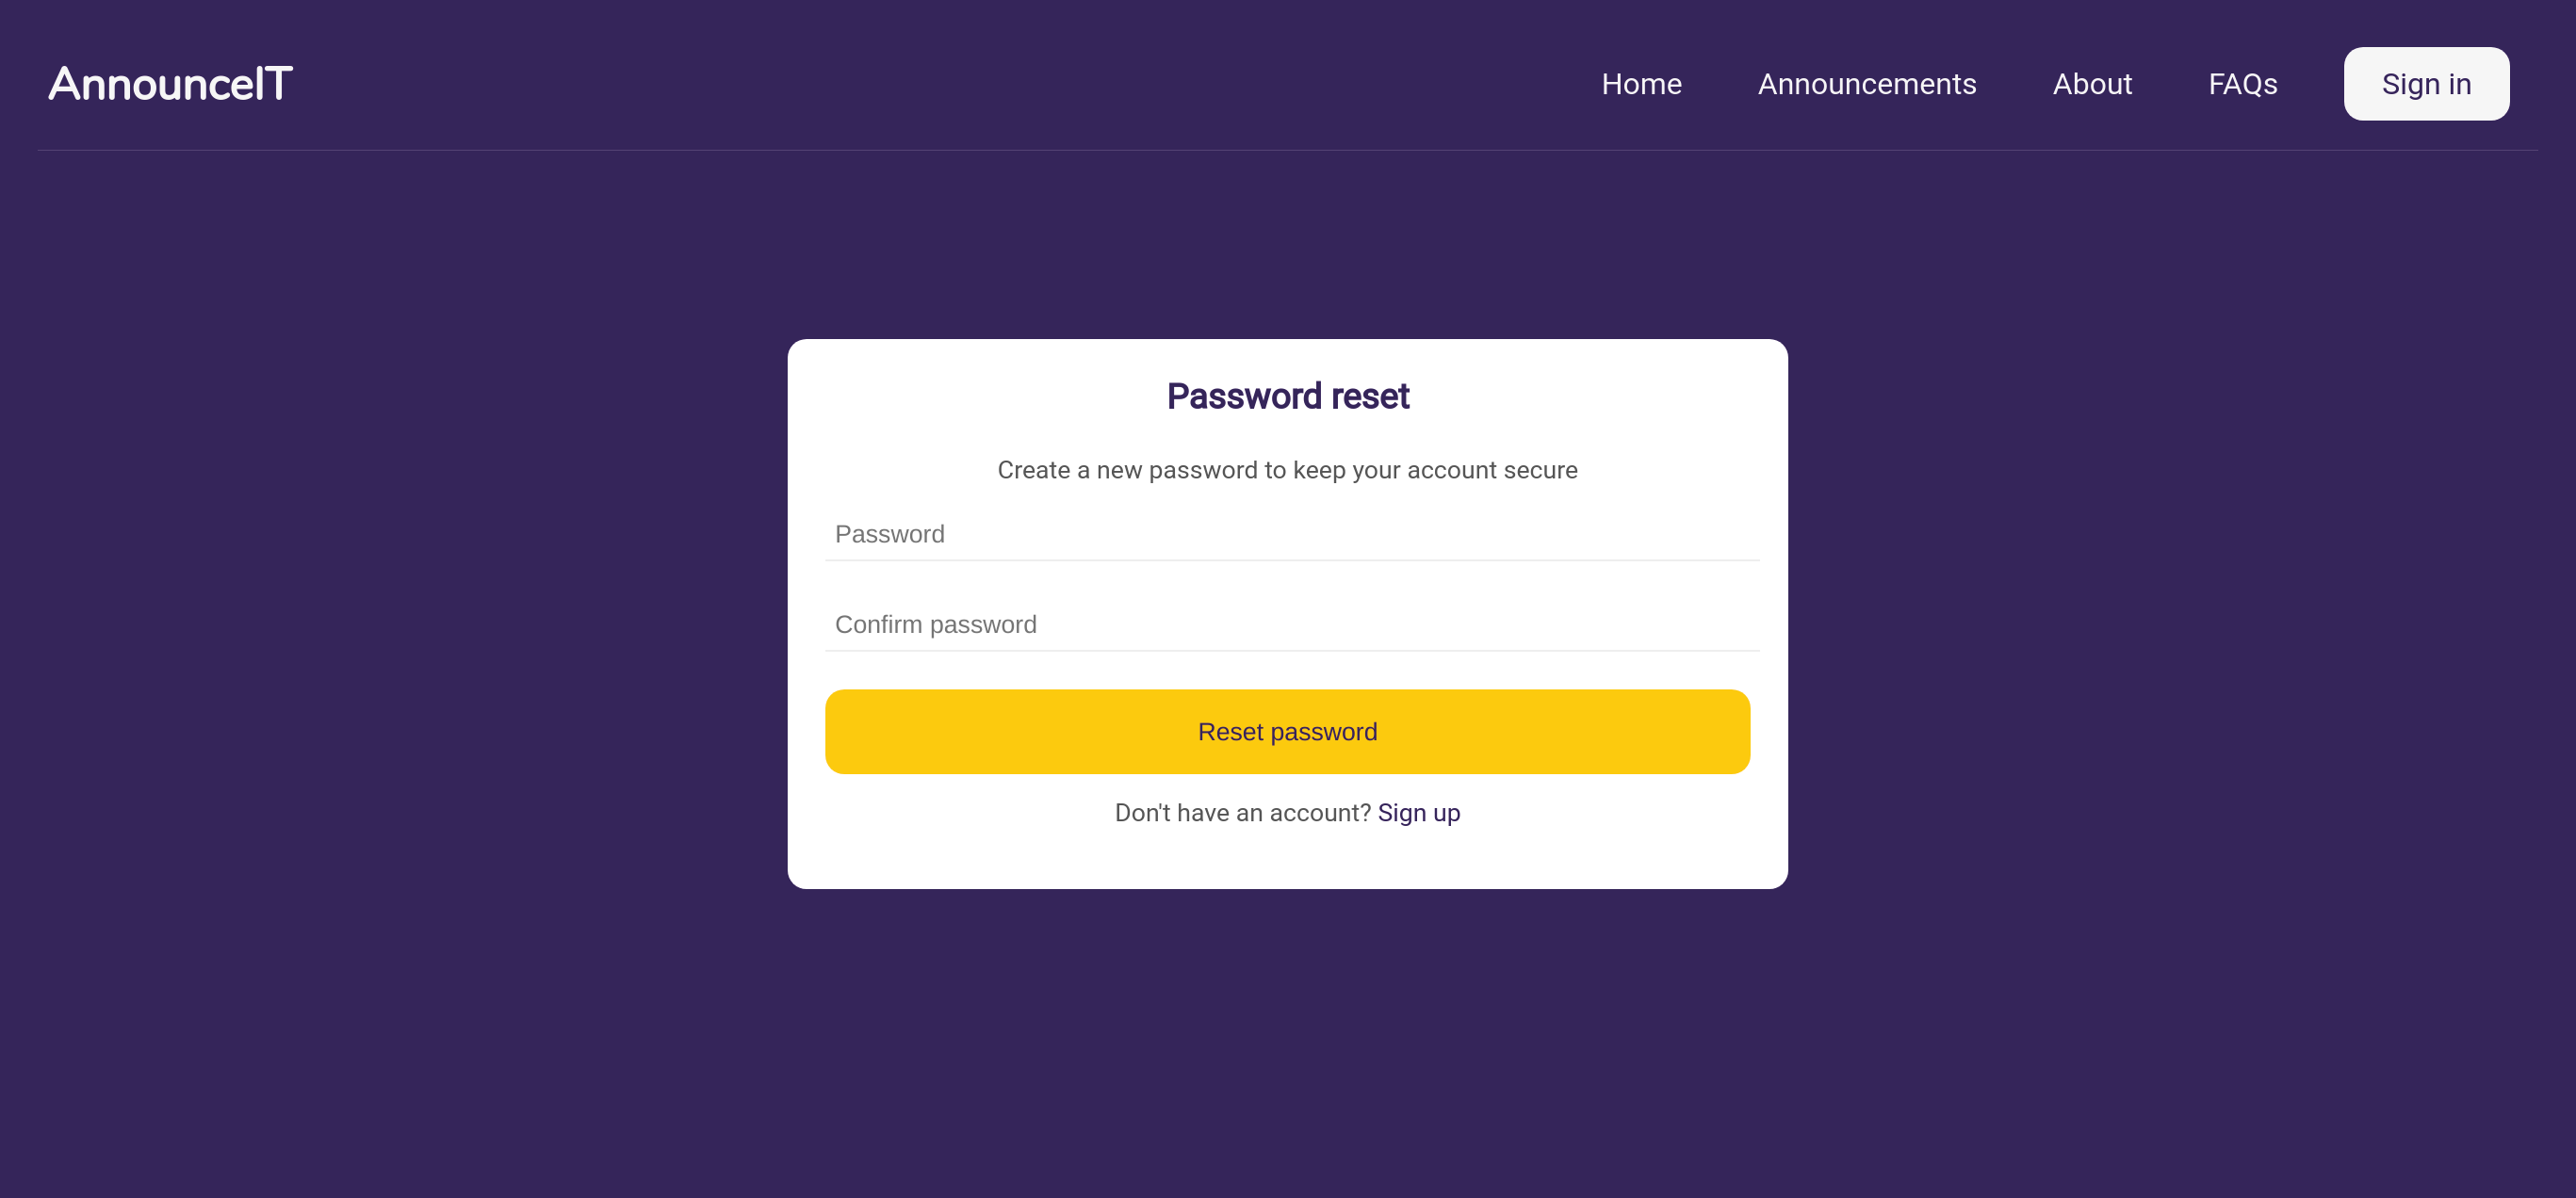 AnnounceIT
Home Announcements About FAQs Sign in
Password reset
Create a new password to keep your account secure
Password
Confirm password
Reset password
Don't have an account? Sign up